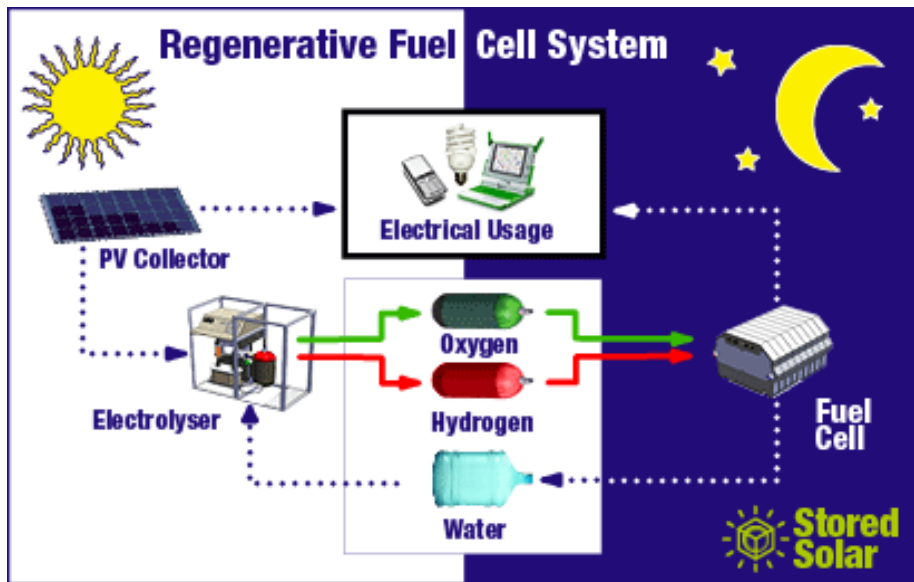 Regenerative Fuel Cell System
Electrical Usage
PV Collector
Oxygen
Electrolyser
Hydrogen
Fuel
Cell
Water
Stored
Solar